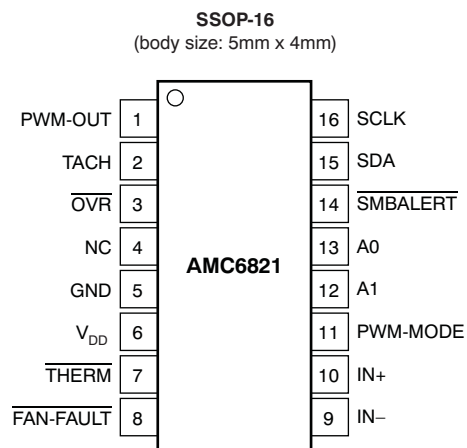 SSOP-16
(body size: 5mm x 4mm)
PWM-OUT 1 16 SCLK
TACH 2 15 SDA
OVR 3 14 SMBALERT
NC 4 13 A0
AMC6821
GND 5 12 A1
VDD 6 11 PWM-MODE
THERM 7 10 IN+
FAN-FAULT 8 9 IN−